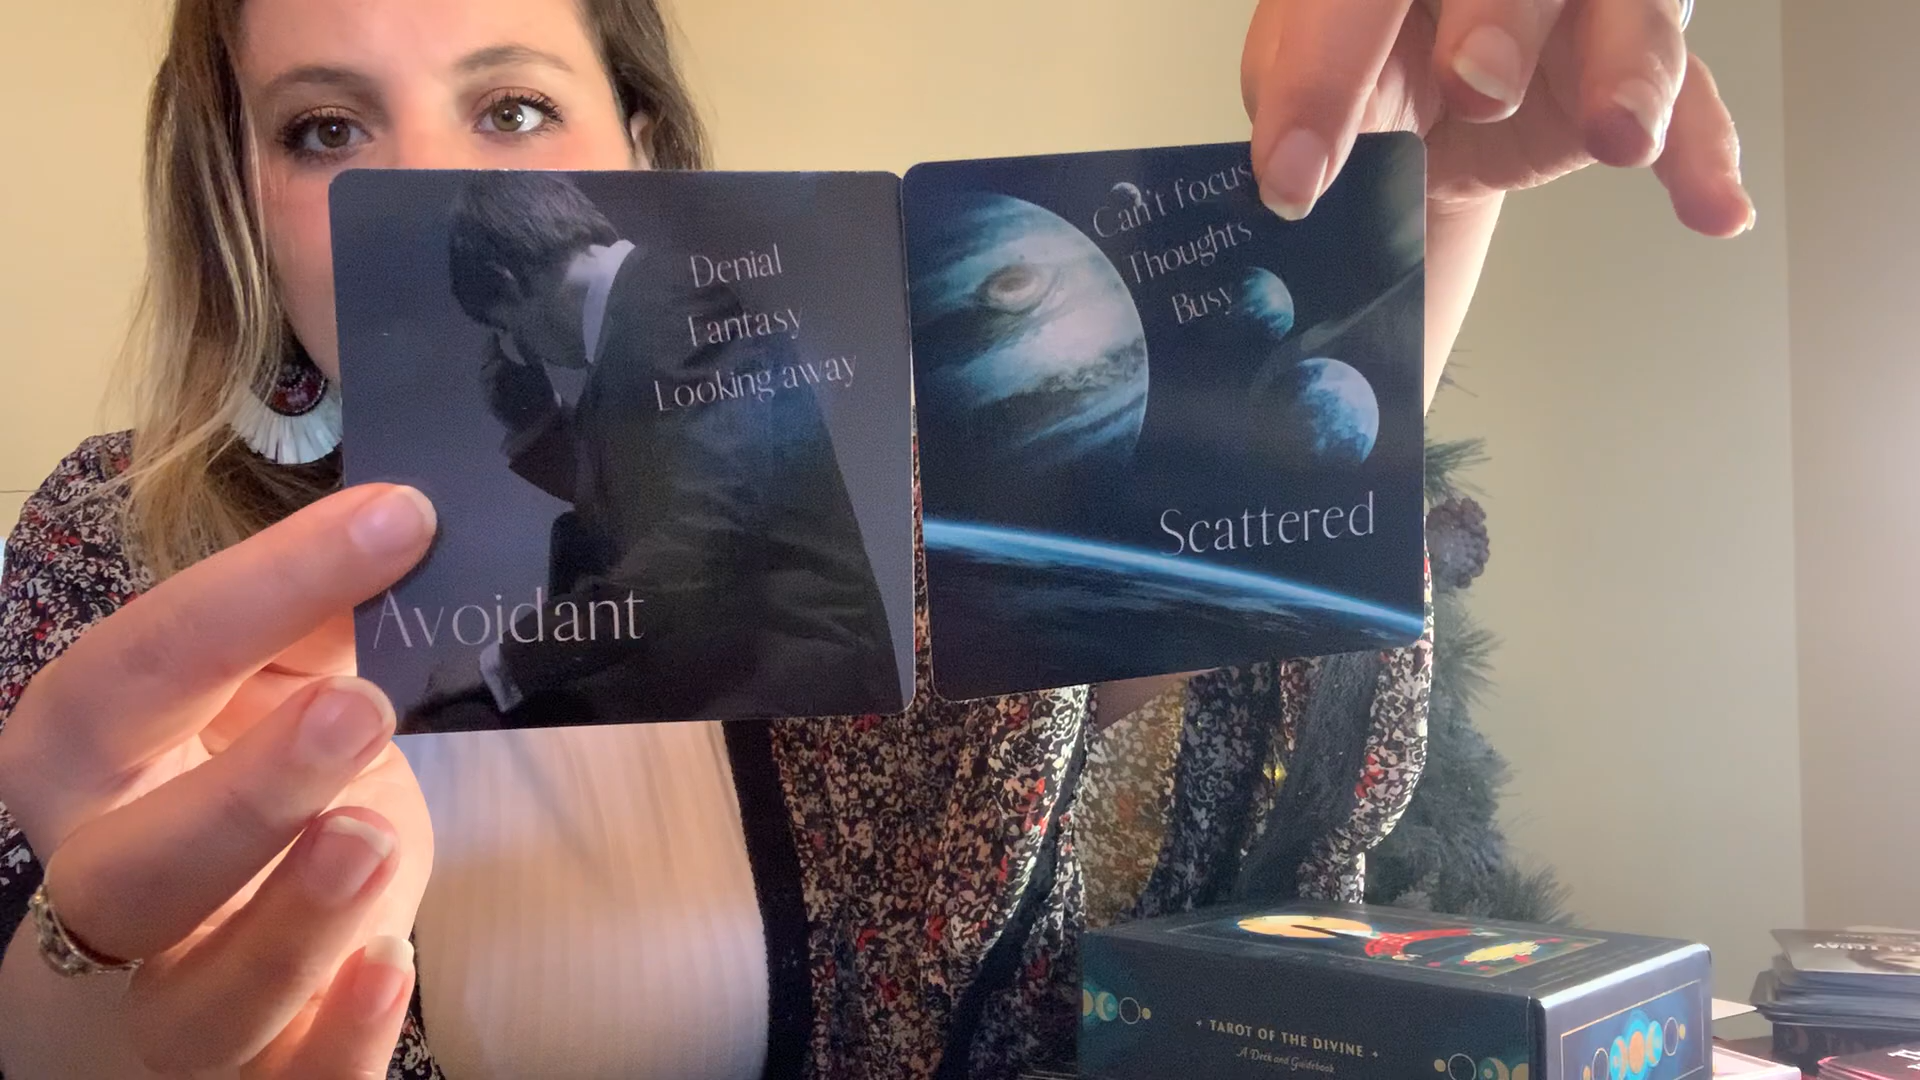 Denial
Fantasy
Looking away
Avoidant
Can't focus
Thoughts
Busy
Scattered
TAROT OF THE DIVINE
A Deck and Guidebook